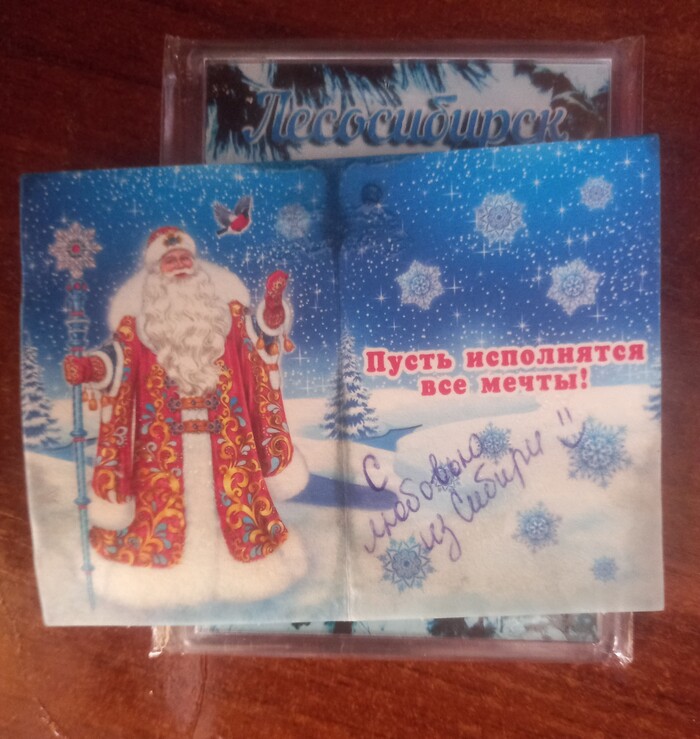 Лесосибирск
Пусть исполнятся
все мечты!
С
любовью
из Сибири =)